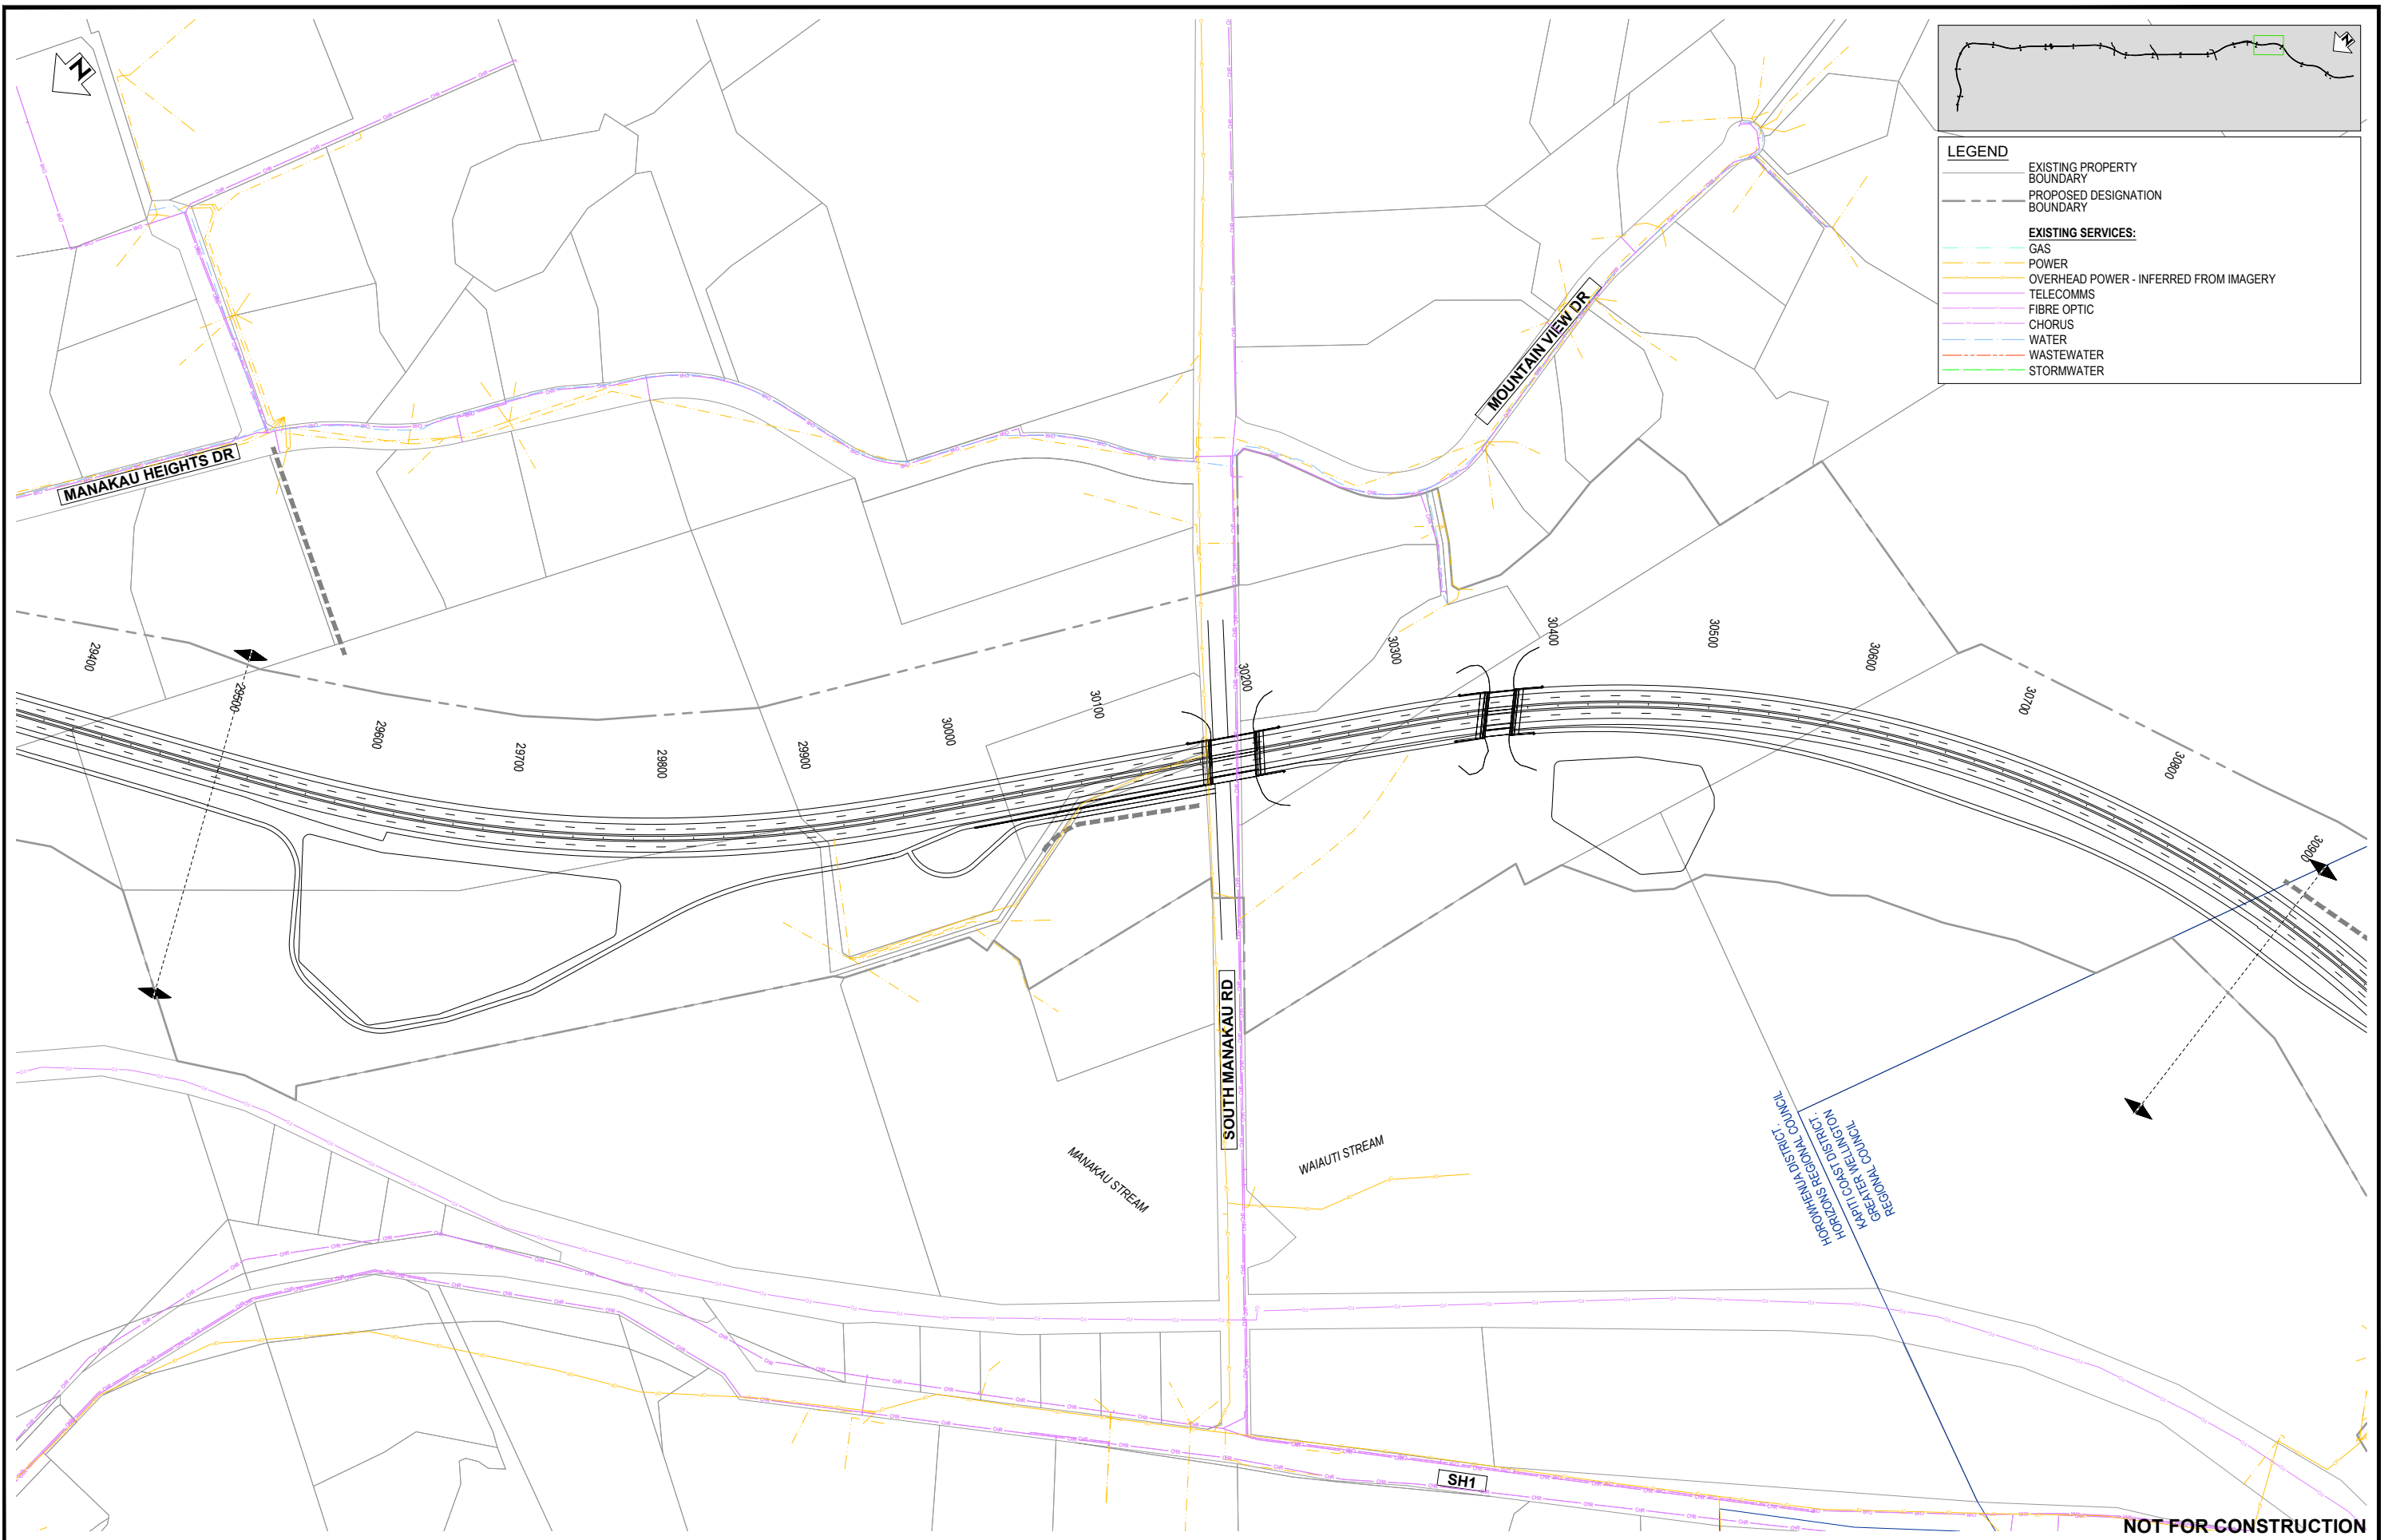 N
N
LEGEND
EXISTING PROPERTY
BOUNDARY
PROPOSED DESIGNATION
BOUNDARY
EXISTING SERVICES:
GAS
POWER
OVERHEAD POWER - INFERRED FROM IMAGERY
TELECOMMS
FIBRE OPTIC
CHORUS
WATER
WASTEWATER
STORMWATER
MOUNTAIN VIEW DR
MANAKAU HEIGHTS DR
29400
29500
29600
29700
29800
29900
30000
30100
30200
30300
30400
30500
30600
30700
30800
30900
SOUTH MANAKAU RD
MANAKAU STREAM
WAIAUTI STREAM
HOROWHENUA DISTRICT.
HORIZONS REGIONAL COUNCIL
KAPITI COAST DISTRICT.
GREATER WELLINGTON
REGIONAL COUNCIL
SH1
NOT FOR CONSTRUCTION